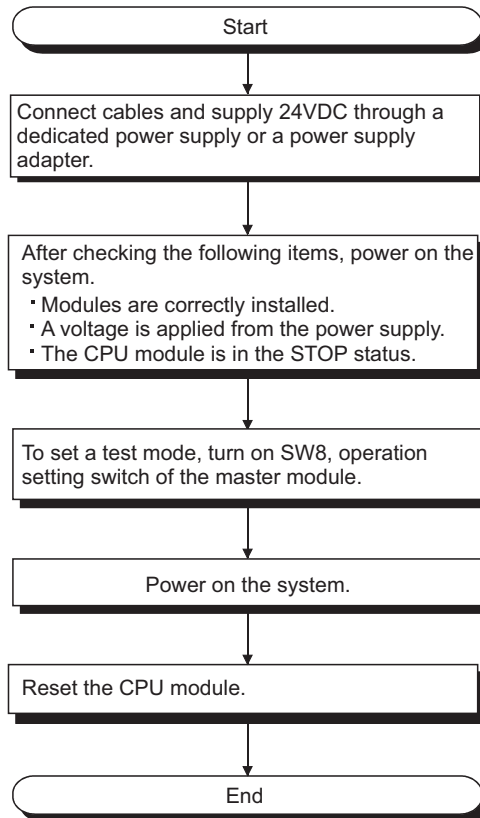 Start
Connect cables and supply 24VDC through a
dedicated power supply or a power supply
adapter.
After checking the following items, power on the
system.
・Modules are correctly installed.
・A voltage is applied from the power supply.
・The CPU module is in the STOP status.
To set a test mode, turn on SW8, operation
setting switch of the master module.
Power on the system.
Reset the CPU module.
End